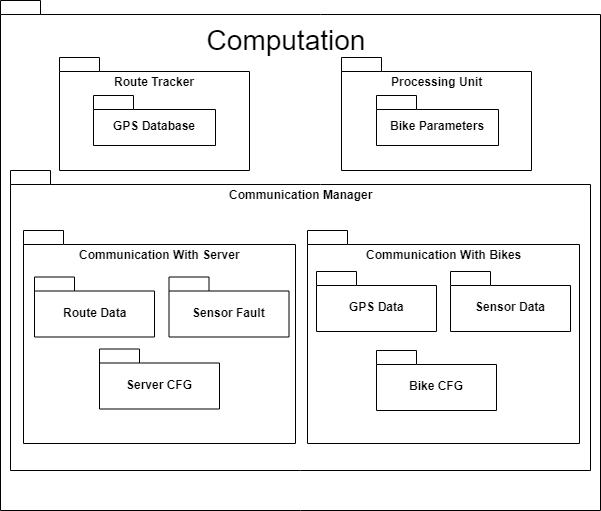 Computation
Route Tracker
Processing Unit
GPS Database
Bike Parameters
Communication Manager
Communication With Server
Communication With Bikes
Route Data
Sensor Fault
GPS Data
Sensor Data
Server CFG
Bike CFG